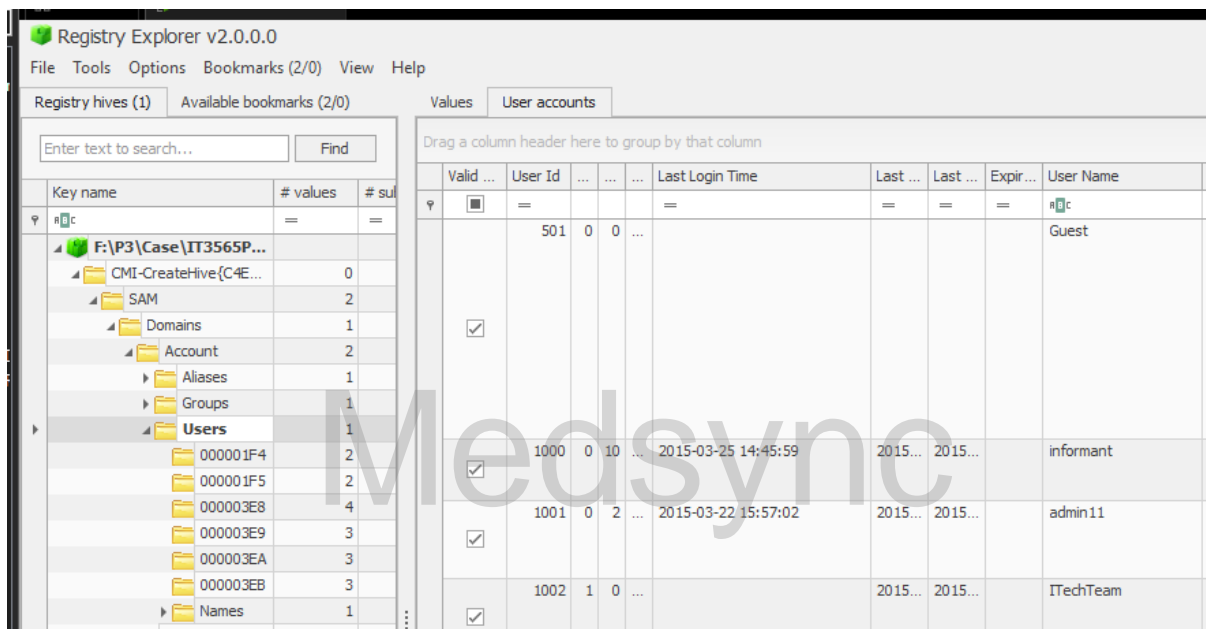 Registry Explorer v2.0.0.0
File Tools Options Bookmarks (2/0) View Help
Registry hives (1) Available bookmarks (2/0) Values User accounts
Enter text to search... Find
Drag a column header here to group by that column
Key name # values # sul
Valid ... User Id ... ... ... Last Login Time Last ... Last ... Expir... User Name
= =
= = = = =
F:\P3\Case\IT3565P...
CMI-CreateHive{C4E... 0
SAM 2
Domains 1
Account 2
Aliases 1
Groups 1
Users 1
000001F4 2
000001F5 2
000003E8 4
000003E9 3
000003EA 3
000003EB 3
Names 1
501 0 0 ... Guest
1000 0 10 ... 2015-03-25 14:45:59 2015... 2015... informant
1001 0 2 ... 2015-03-22 15:57:02 2015... 2015... admin11
1002 1 0 ... 2015... 2015... ITechTeam
Medsync